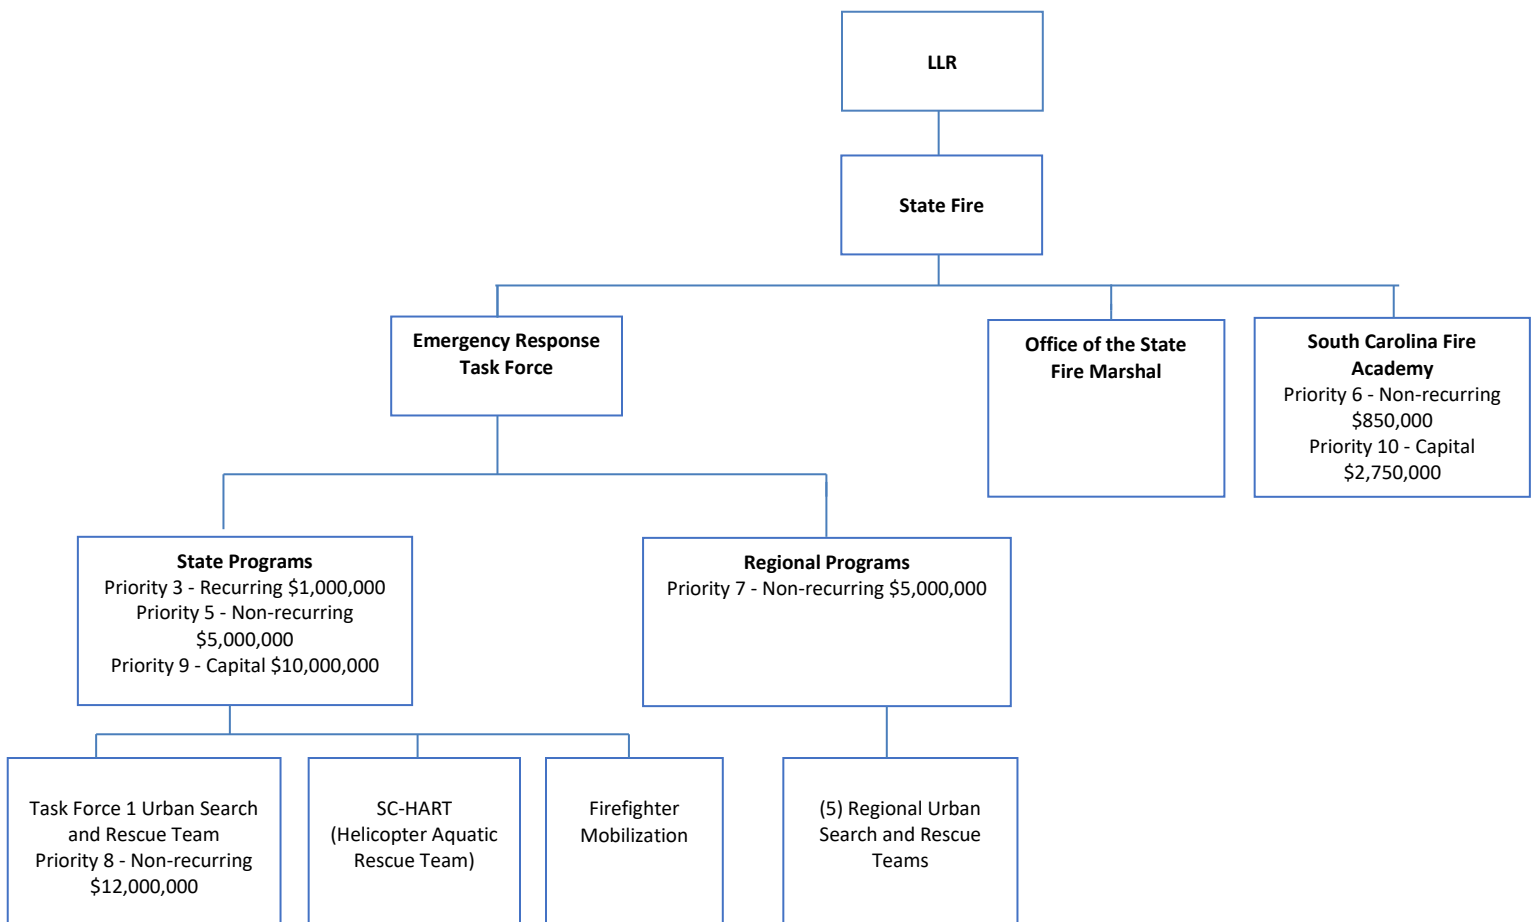 LLR
State Fire
Emergency Response
Task Force
Office of the State
Fire Marshal
South Carolina Fire
Academy
Priority 6 - Non-recurring
$850,000
Priority 10 - Capital
$2,750,000
State Programs
Priority 3 - Recurring $1,000,000
Priority 5 - Non-recurring
$5,000,000
Priority 9 - Capital $10,000,000
Regional Programs
Priority 7 - Non-recurring $5,000,000
Task Force 1 Urban Search
and Rescue Team
Priority 8 - Non-recurring
$12,000,000
SC-HART
(Helicopter Aquatic
Rescue Team)
Firefighter
Mobilization
(5) Regional Urban
Search and Rescue
Teams